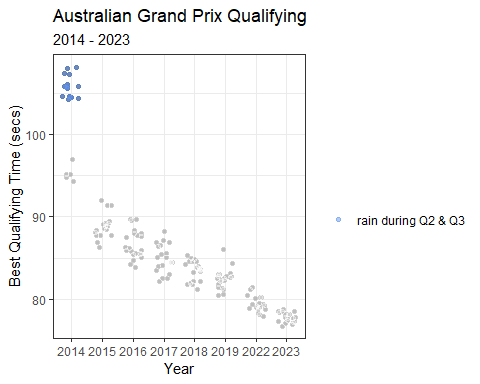 Australian Grand Prix Qualifying
2014 - 2023
Best Qualifying Time (secs)
100
90
80
2014 2015 2016 2017 2018 2019 2022 2023
Year
rain during Q2 & Q3